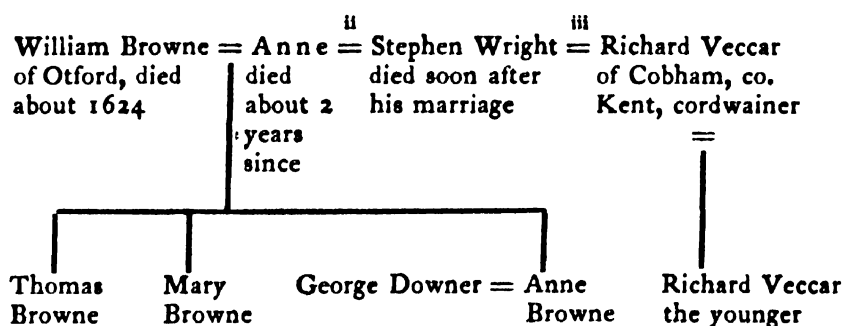 ii iii
William Browne = Anne = Stephen Wright = Richard Veccar
of Otford, died died died soon after of Cobham, co.
about 1624 about 2 his marriage Kent, cordwainer
years =
since
Thomas Mary George Downer = Anne Richard Veccar
Browne Browne Browne the younger